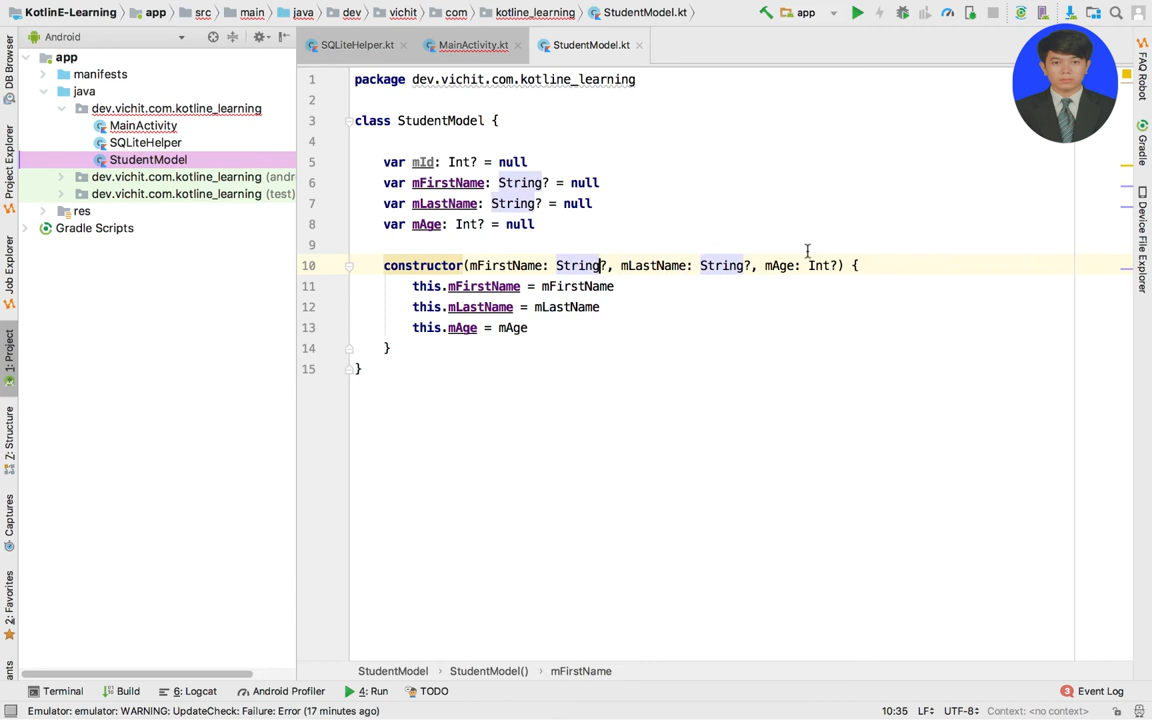 KotlinE-Learning app src main java dev vichit com kotline_learning StudentModel.kt app
Android SQLiteHelper.kt MainActivity.kt StudentModel.kt
app
manifests
java
dev.vichit.com.kotline_learning
MainActivity
SQLiteHelper
StudentModel
dev.vichit.com.kotline_learning (andr
dev.vichit.com.kotline_learning (test)
res
Gradle Scripts
1 package dev.vichit.com.kotline_learning
2
3 class StudentModel {
4
5 var mId: Int? = null
6 var mFirstName: String? = null
7 var mLastName: String? = null
8 var mAge: Int? = null
9
10 constructor(mFirstName: String?, mLastName: String?, mAge: Int?) {
11 this.mFirstName = mFirstName
12 this.mLastName = mLastName
13 this.mAge = mAge
14 }
15 }
DB Browser
Project Explorer
Job Explorer
1: Project
7: Structure
Captures
2: Favorites
ants
FAQ Robot
Gradle
Device File Explorer
StudentModel StudentModel() mFirstName
Terminal Build 6: Logcat Android Profiler 4: Run TODO 3 Event Log
Emulator: emulator: WARNING: UpdateCheck: Failure: Error (17 minutes ago) 10:35 LF UTF-8 Context: <no context>